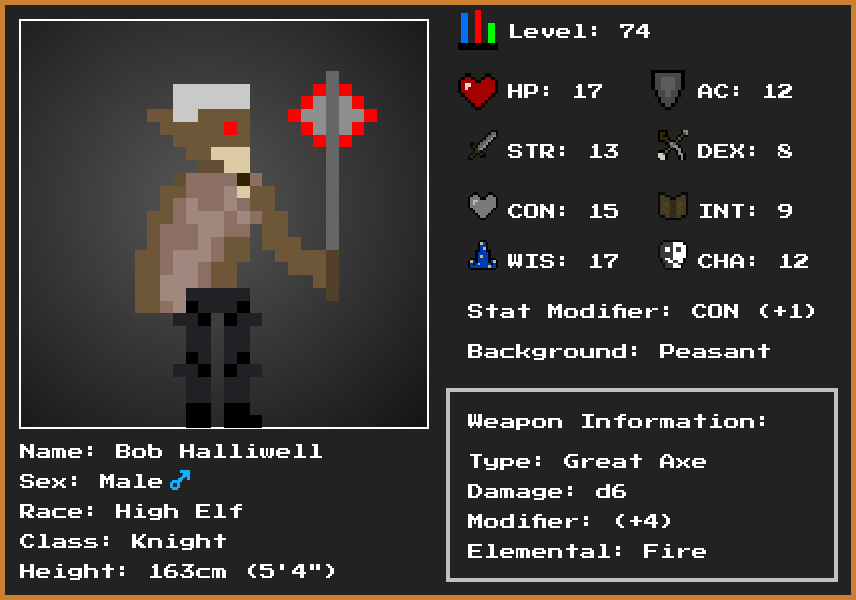 Level: 74
HP: 17 AC: 12
STR: 13 DEX: 8
CON: 15 INT: 9
WIS: 17 CHA: 12
Stat Modifier: CON (+1)
Background: Peasant
Weapon Information:
Type: Great Axe
Damage: d6
Modifier: (+4)
Elemental: Fire
Name: Bob Halliwell
Sex: Male ♂
Race: High Elf
Class: Knight
Height: 163cm (5'4")